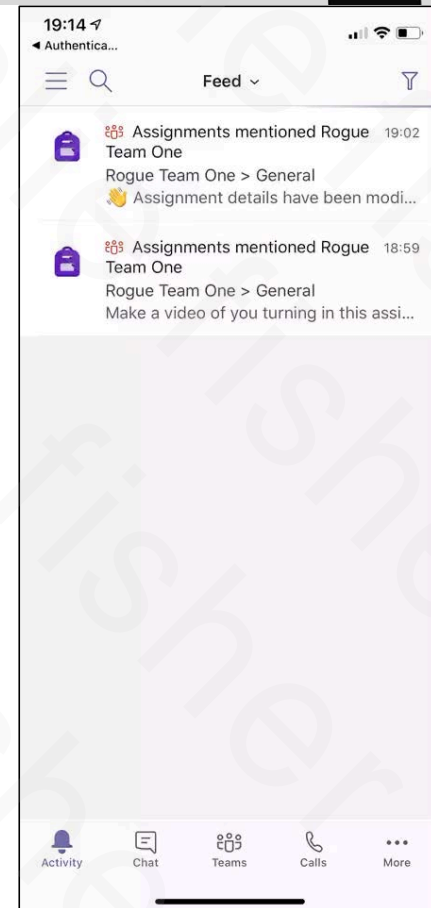 19:14
◀ Authentica...
Feed
Assignments mentioned Rogue 19:02
Team One
Rogue Team One > General
👋 Assignment details have been modi...
Assignments mentioned Rogue 18:59
Team One
Rogue Team One > General
Make a video of you turning in this assi...
Activity Chat Teams Calls More
fisher